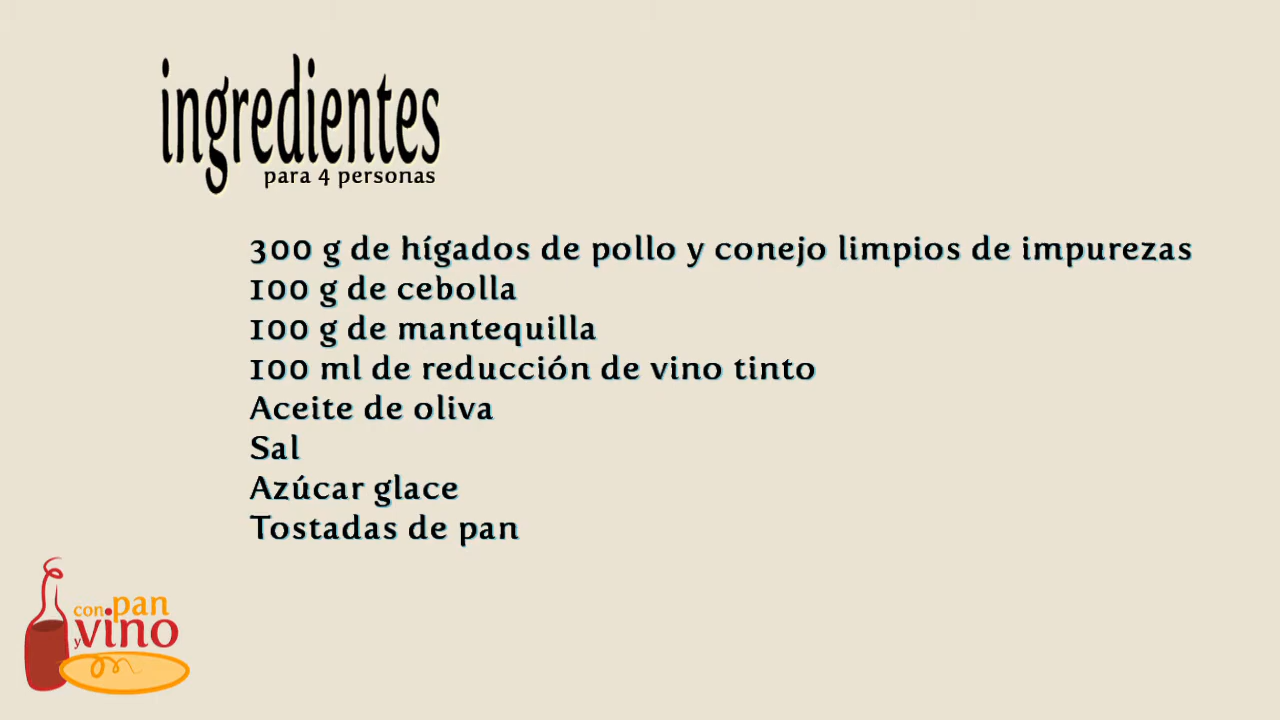 ingredientes
para 4 personas
300 g de hígados de pollo y conejo limpios de impurezas
100 g de cebolla
100 g de mantequilla
100 ml de reducción de vino tinto
Aceite de oliva
Sal
Azúcar glace
Tostadas de pan
con pan
y vino